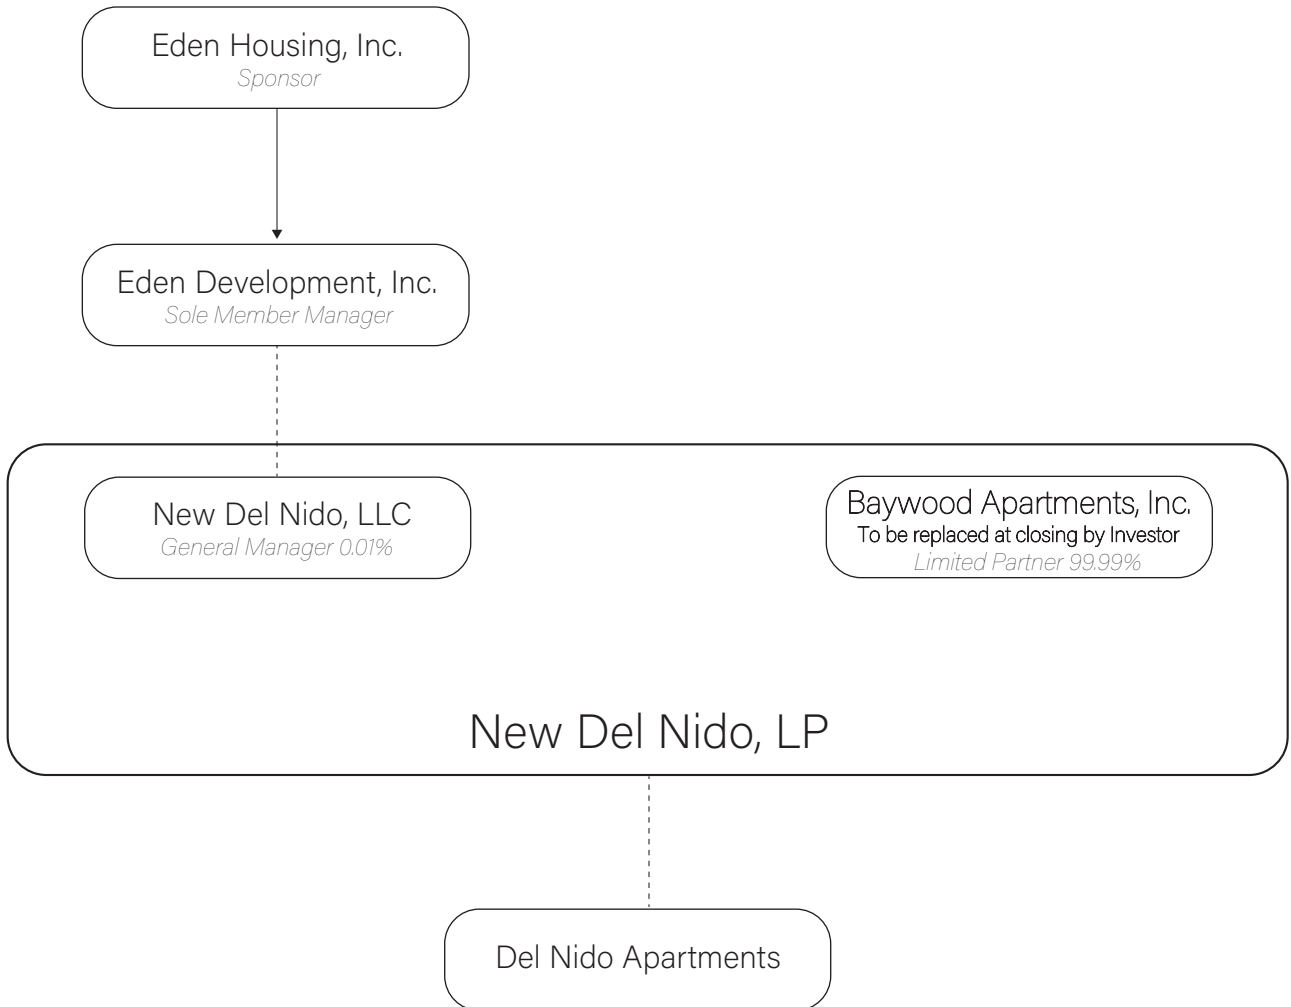 Eden Housing, Inc.
Sponsor
Eden Development, Inc.
Sole Member Manager
New Del Nido, LLC
General Manager 0.01%
Baywood Apartments, Inc.
To be replaced at closing by Investor
Limited Partner 99.99%
New Del Nido, LP
Del Nido Apartments